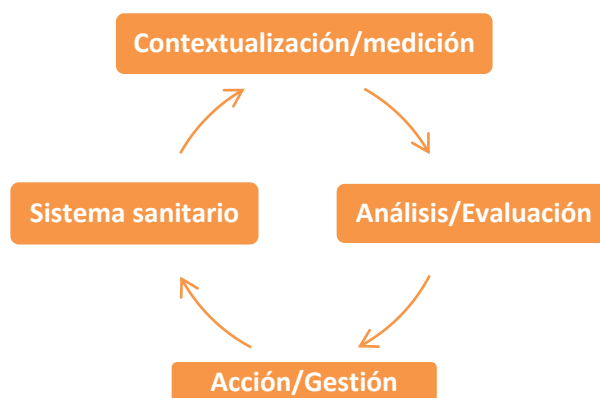 Contextualización/medición
Sistema sanitario
Análisis/Evaluación
Acción/Gestión